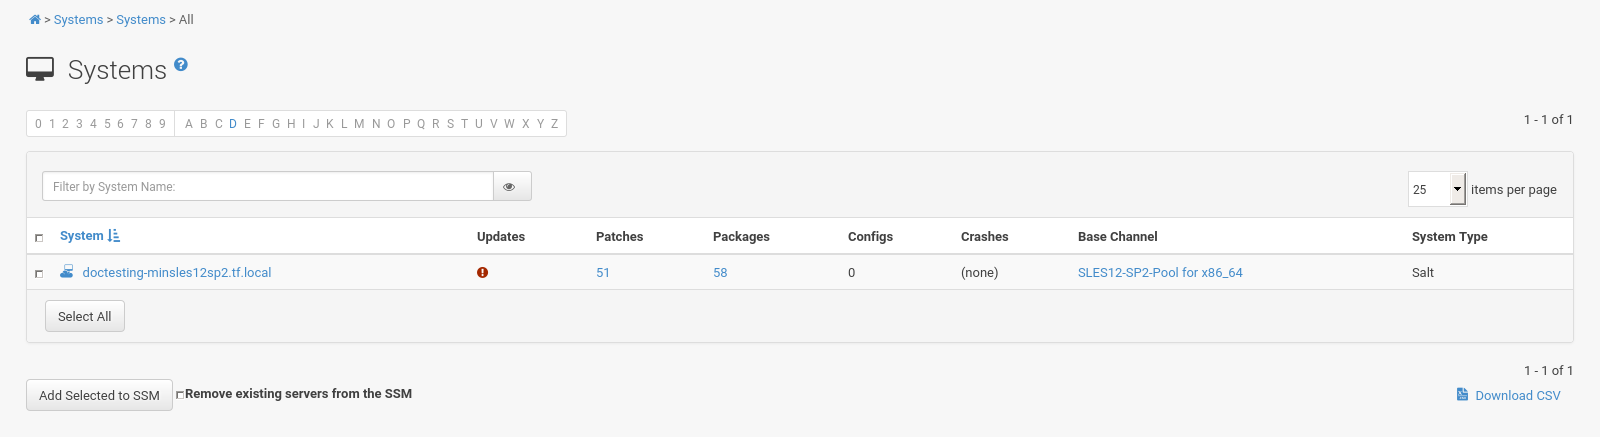 > Systems > Systems > All
Systems
0 1 2 3 4 5 6 7 8 9 A B C D E F G H I J K L M N O P Q R S T U V W X Y Z
1 - 1 of 1
Filter by System Name:
25 items per page
System Updates Patches Packages Configs Crashes Base Channel System Type
doctesting-minsles12sp2.tf.local 51 58 0 (none) SLES12-SP2-Pool for x86_64 Salt
Select All
1 - 1 of 1
Add Selected to SSM Remove existing servers from the SSM
Download CSV